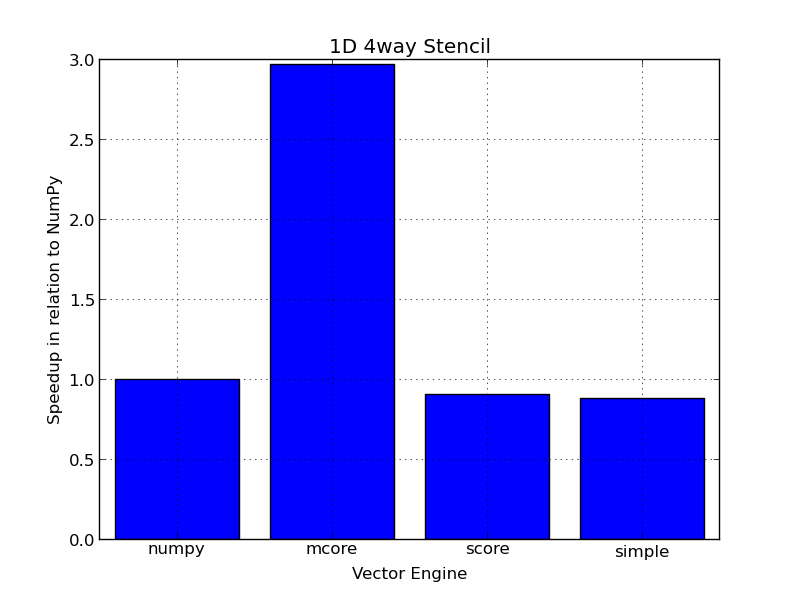 1D 4way Stencil
3.0
2.5
2.0
1.5
1.0
0.5
0.0
Speedup in relation to NumPy
numpy mcore score simple
Vector Engine